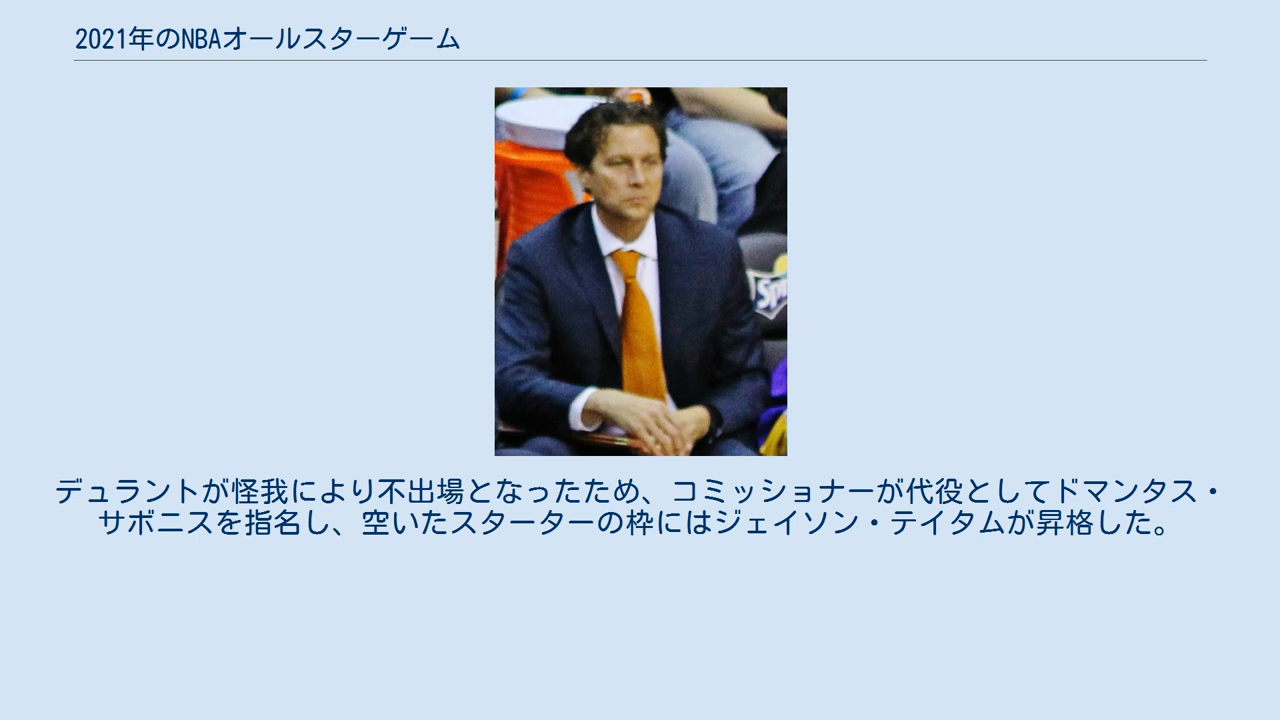 2021年のNBAオールスターゲーム
デュラントが怪我により不出場となったため、コミッショナーが代役としてドマンタス・
サボニスを指名し、空いたスターターの枠にはジェイソン・テイタムが昇格した。